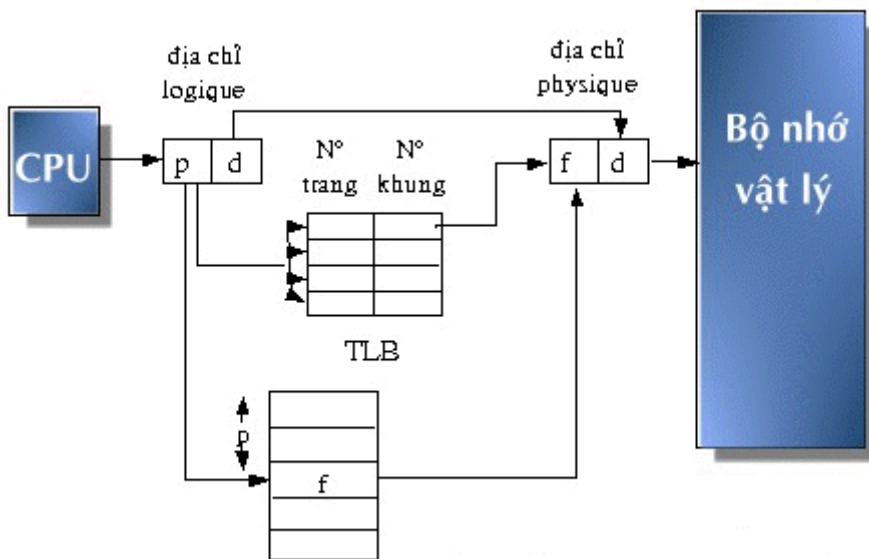 địa chỉ
logique
địa chỉ
physique
CPU
p d
N° N°
trang khung
f d
Bộ nhớ
vật lý
TLB
p
f